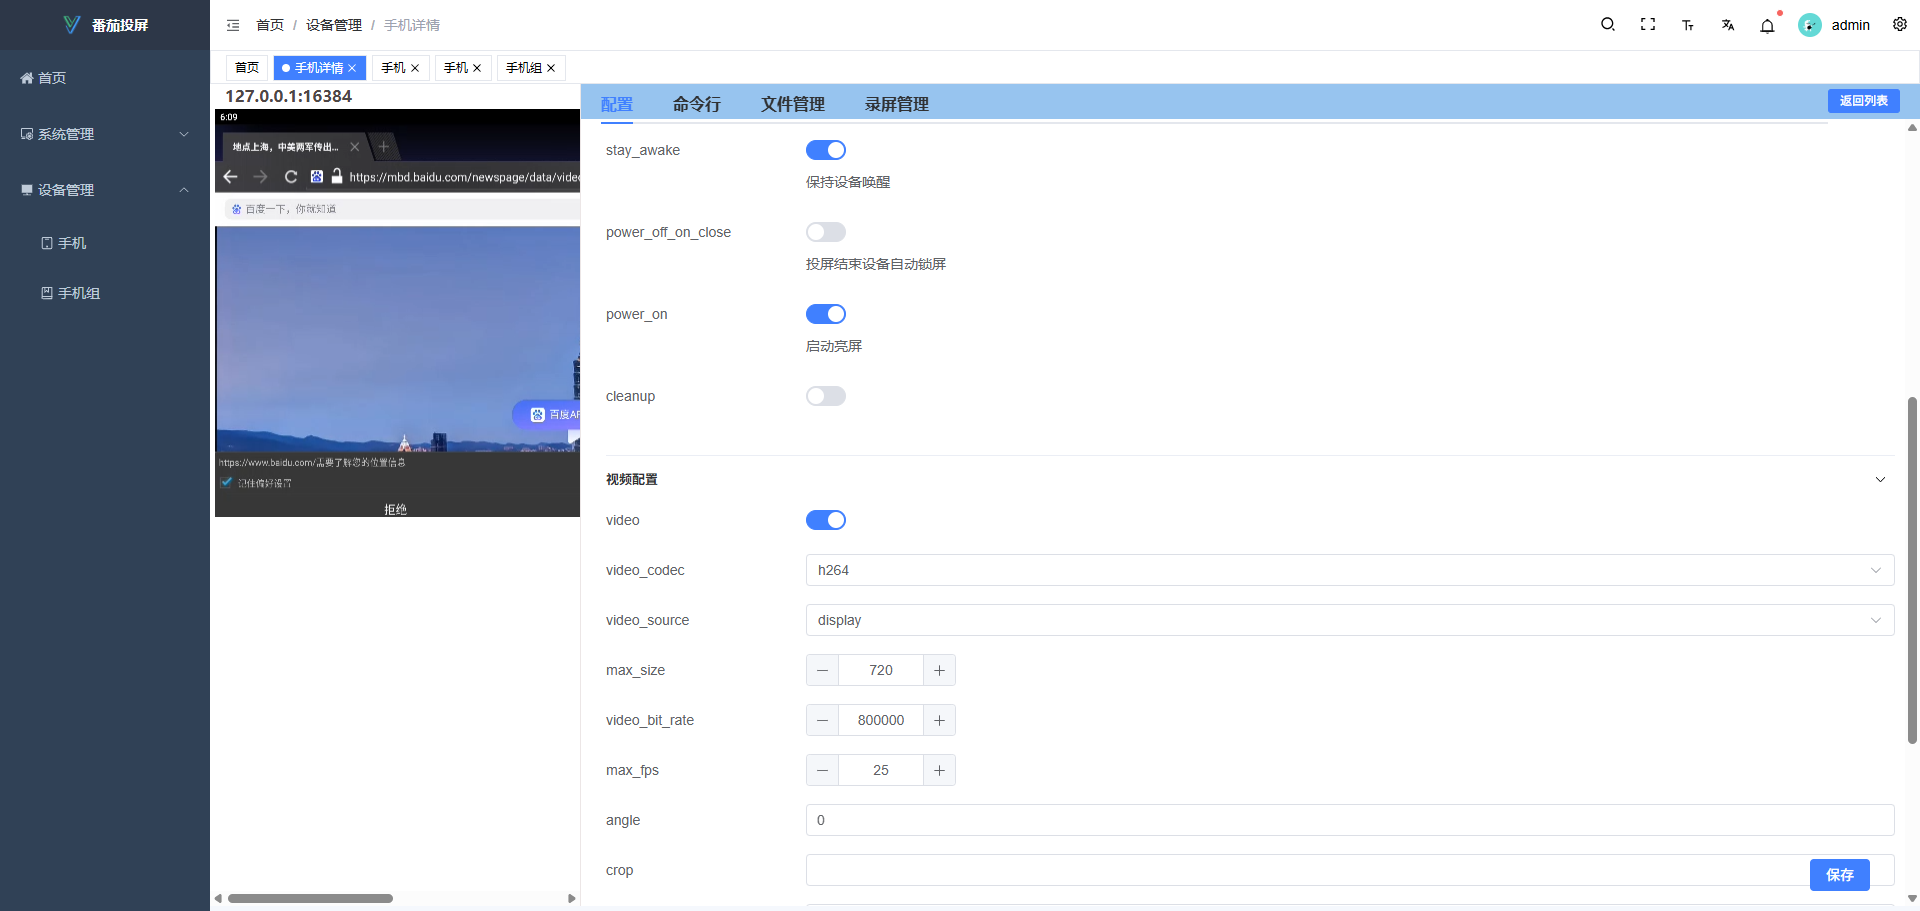 番茄投屏
首页 / 设备管理 / 手机详情
admin
首页
手机详情
手机
手机
手机组
首页
系统管理
设备管理
手机
手机组
127.0.0.1:16384
6:09
地点上海，中美两军传出...
https://mbd.baidu.com/newspage/data/video
百度一下，你就知道
百度AP
https://www.baidu.com/需要了解您的位置信息
记住偏好设置
拒绝
配置
命令行
文件管理
录屏管理
返回列表
stay_awake
保持设备唤醒
power_off_on_close
投屏结束设备自动锁屏
power_on
启动亮屏
cleanup
视频配置
video
video_codec
h264
video_source
display
max_size
720
video_bit_rate
800000
max_fps
25
angle
0
crop
保存